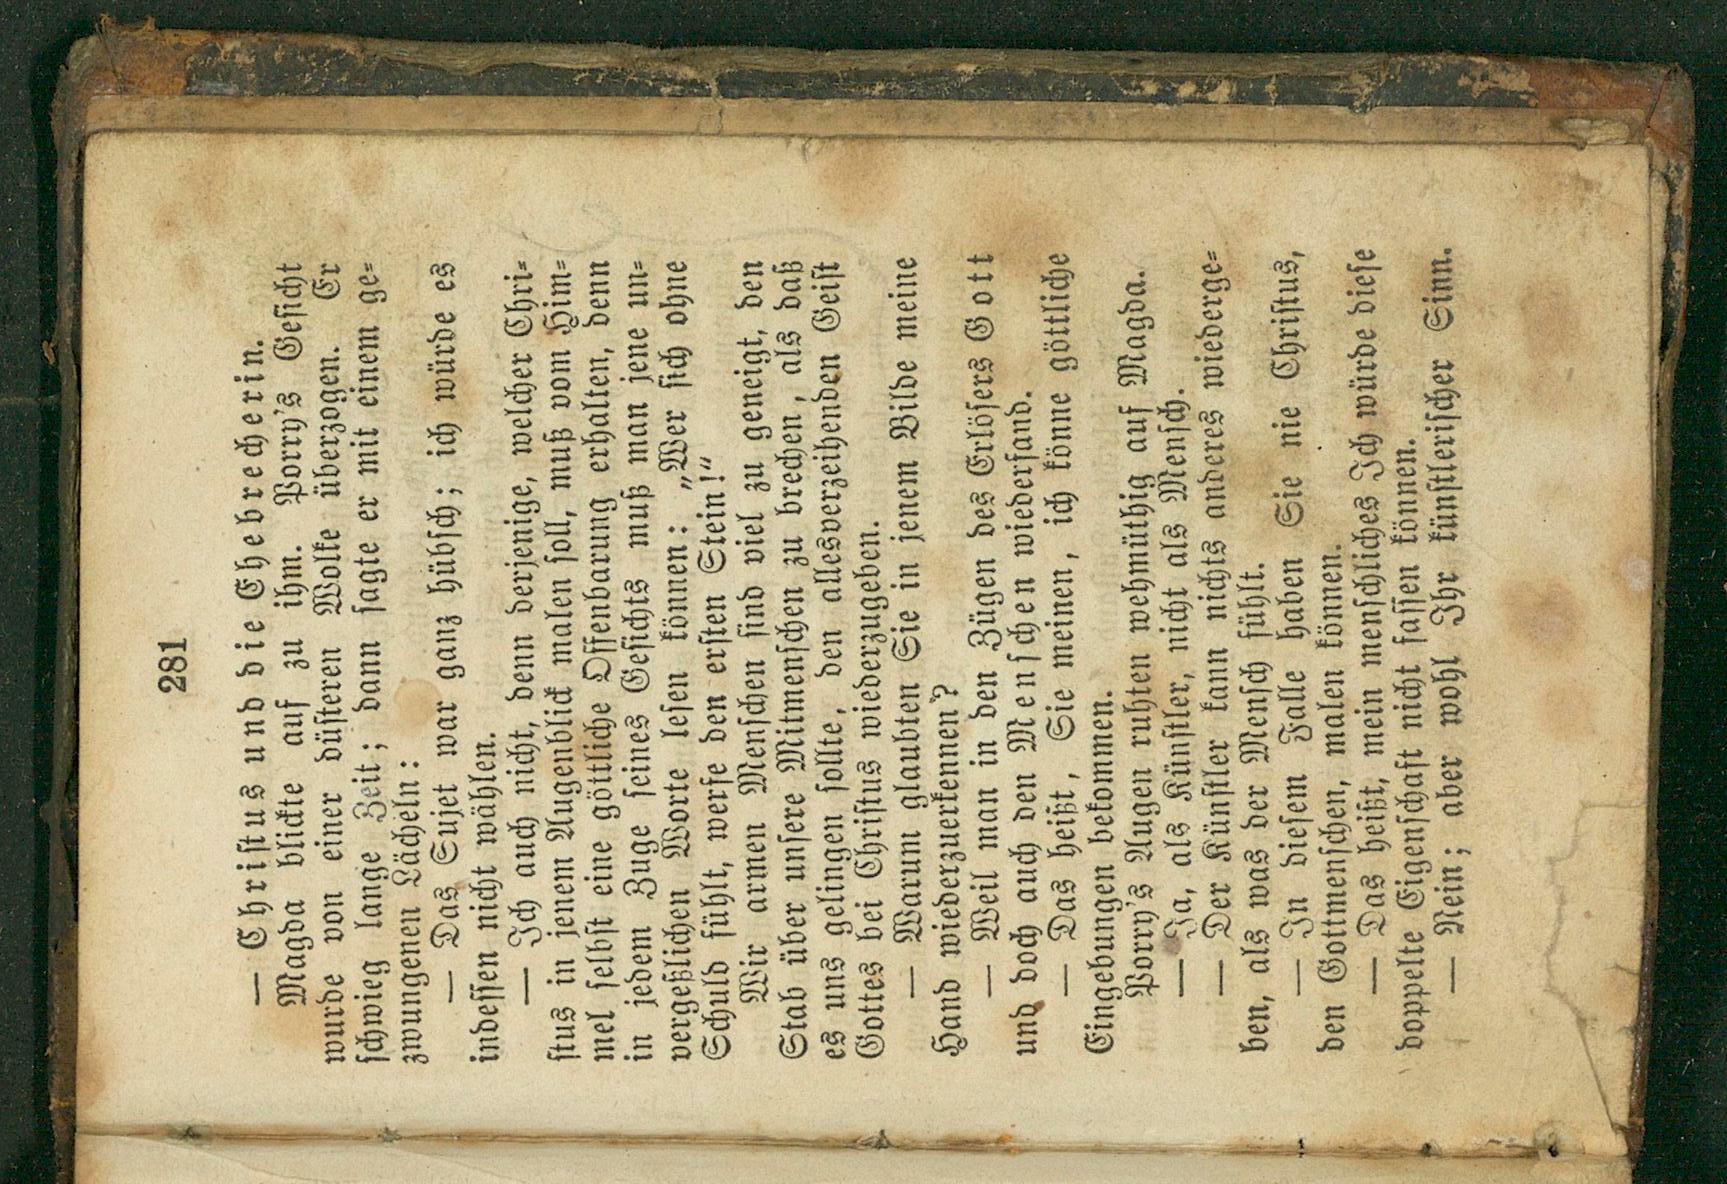 281
— Christus und die Ehebrecherin.
Magda blickte auf zu ihm. Porry's Gesicht
wurde von einer düsteren Wolke überzogen. Er
schwieg lange Zeit; dann sagte er mit einem ge-
zwungenen Lächeln:
— Das Sujet war ganz hübsch; ich würde es
indessen nicht wählen.
— Ich auch nicht, denn derjenige, welcher Chri-
stus in jenem Augenblick malen soll, muß vom Him-
mel selbst eine göttliche Offenbarung erhalten, denn
in jedem Zuge seines Gesichts muß man jene un-
vergeßlichen Worte lesen können: „Wer sich ohne
Schuld fühlt, werfe den ersten Stein!“
Wir armen Menschen sind viel zu geneigt, den
Stab über unsere Mitmenschen zu brechen, als daß
es uns gelingen sollte, den allesverzeihenden Geist
Gottes bei Christus wiederzugeben.
— Warum glaubten Sie in jenem Bilde meine
Hand wiederzuerkennen?
— Weil man in den Zügen des Erlösers Gott
und doch auch den Menschen wiederfand.
— Das heißt, Sie meinen, ich könne göttliche
Eingebungen bekommen.
Porry's Augen ruhten wehmüthig auf Magda.
— Ja, als Künstler, nicht als Mensch.
— Der Künstler kann nichts anderes wiederge-
ben, als was der Mensch fühlt.
— In diesem Falle haben Sie nie Christus,
den Gottmenschen, malen können.
— Das heißt, mein menschliches Ich würde diese
doppelte Eigenschaft nicht fassen können.
— Nein; aber wohl Ihr künstlerischer Sinn.